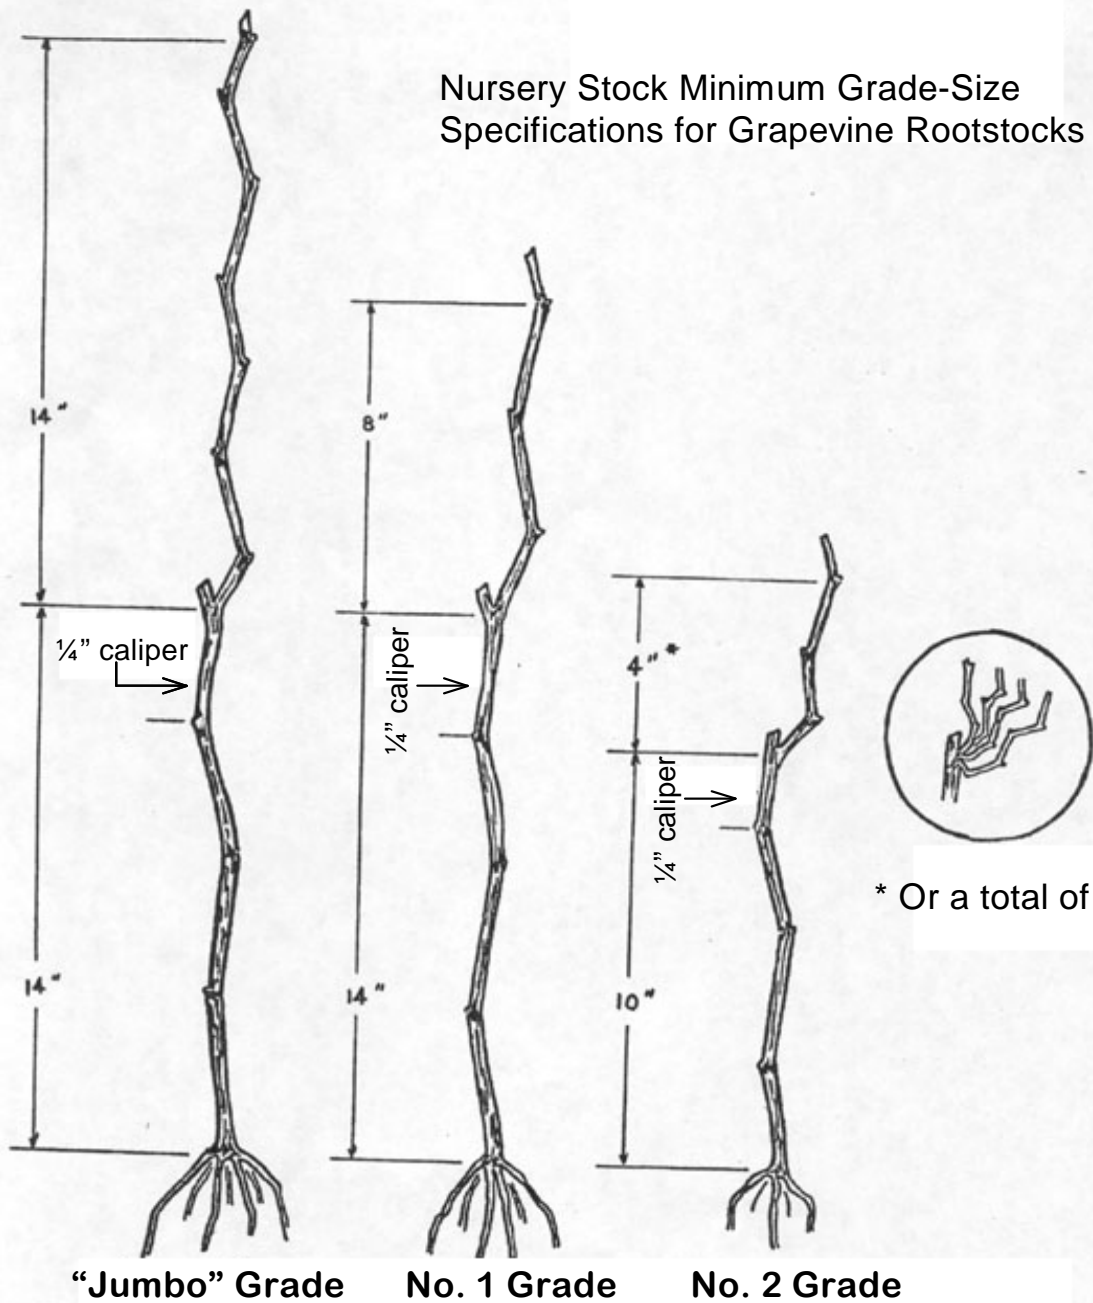 Nursery Stock Minimum Grade-Size
Specifications for Grapevine Rootstocks
14"
8"
¼” caliper
¼” caliper
4" *
¼” caliper
* Or a total of
14"
14"
10"
“Jumbo” Grade
No. 1 Grade
No. 2 Grade